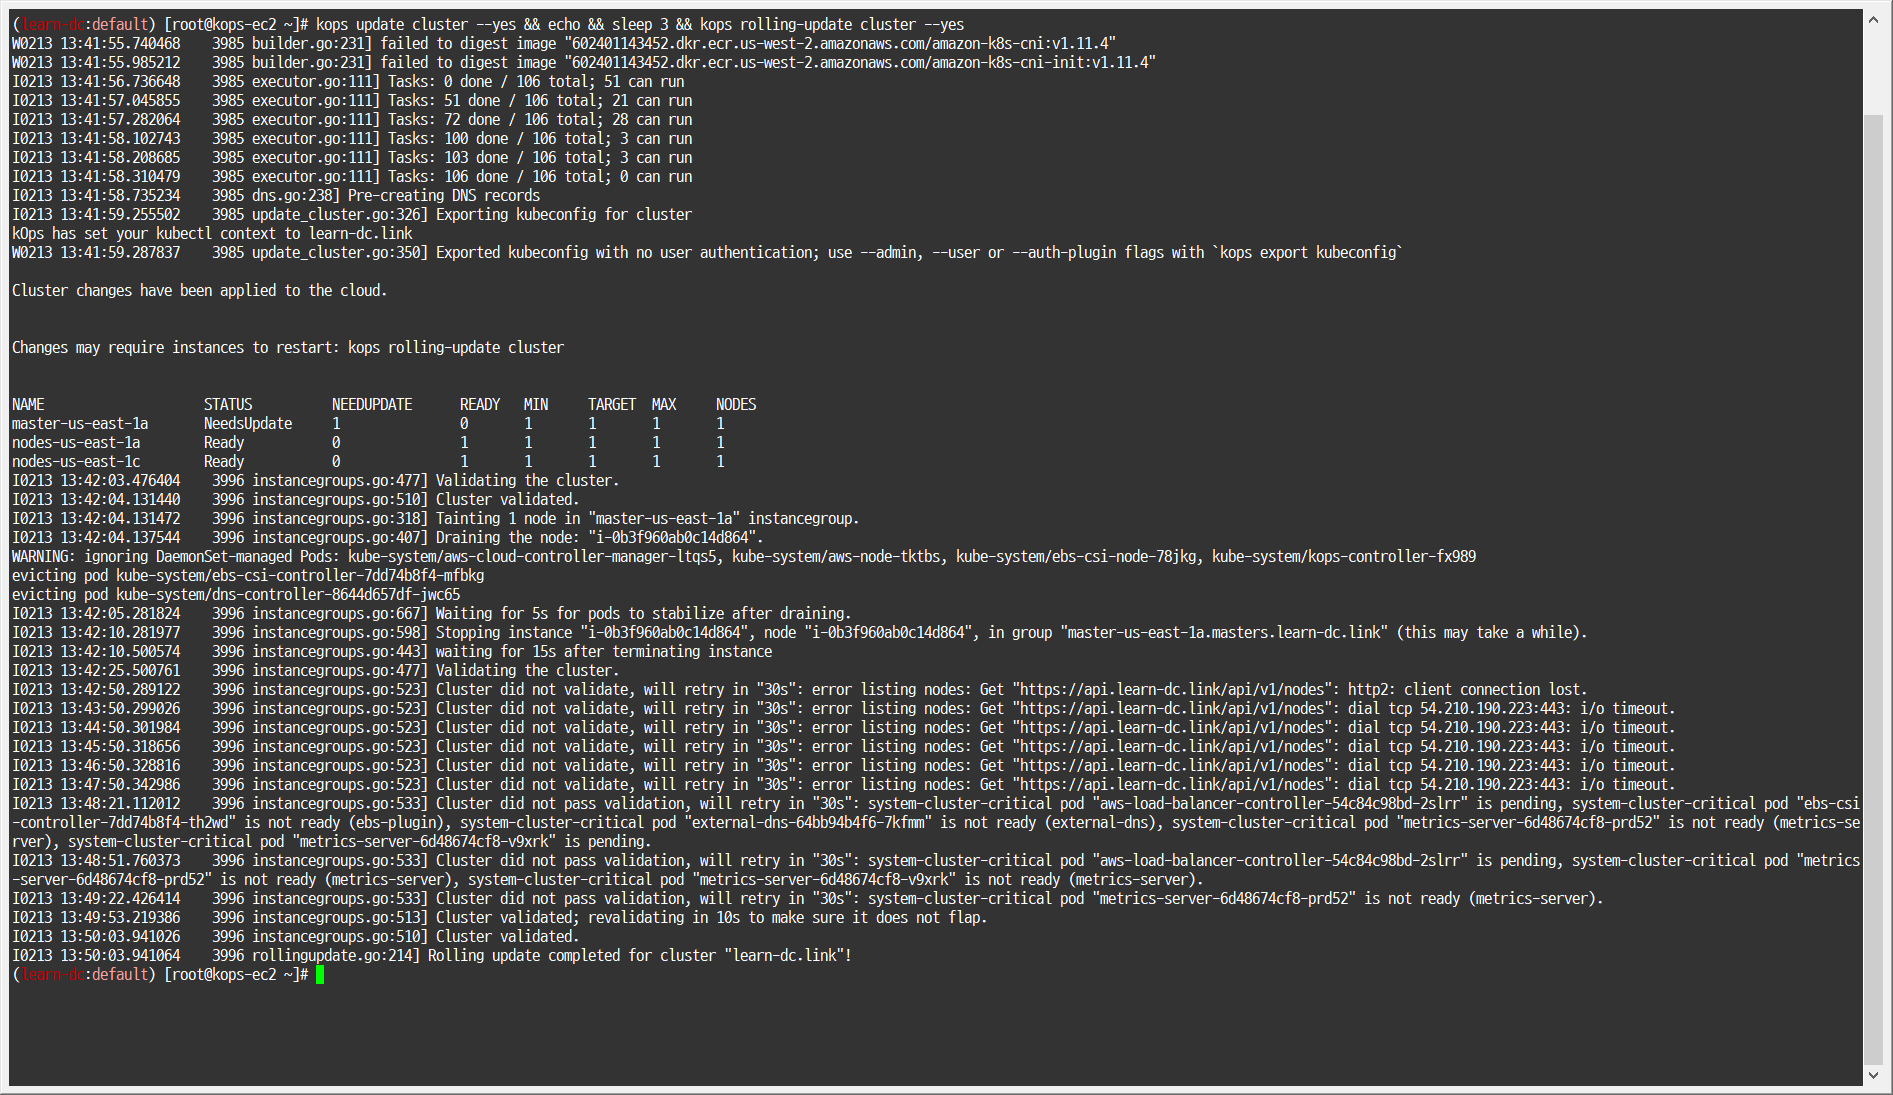 (learn-dc:default) [root@kops-ec2 ~]# kops update cluster --yes && echo && sleep 3 && kops rolling-update cluster --yes
W0213 13:41:55.740468    3985 builder.go:231] failed to digest image "602401143452.dkr.ecr.us-west-2.amazonaws.com/amazon-k8s-cni:v1.11.4"
W0213 13:41:55.985212    3985 builder.go:231] failed to digest image "602401143452.dkr.ecr.us-west-2.amazonaws.com/amazon-k8s-cni-init:v1.11.4"
I0213 13:41:56.736648    3985 executor.go:111] Tasks: 0 done / 106 total; 51 can run
I0213 13:41:57.045855    3985 executor.go:111] Tasks: 51 done / 106 total; 21 can run
I0213 13:41:57.282064    3985 executor.go:111] Tasks: 72 done / 106 total; 28 can run
I0213 13:41:58.102743    3985 executor.go:111] Tasks: 100 done / 106 total; 3 can run
I0213 13:41:58.208685    3985 executor.go:111] Tasks: 103 done / 106 total; 3 can run
I0213 13:41:58.310479    3985 executor.go:111] Tasks: 106 done / 106 total; 0 can run
I0213 13:41:58.735234    3985 dns.go:238] Pre-creating DNS records
I0213 13:41:59.255502    3985 update_cluster.go:326] Exporting kubeconfig for cluster
kOps has set your kubectl context to learn-dc.link
W0213 13:41:59.287837    3985 update_cluster.go:350] Exported kubeconfig with no user authentication; use --admin, --user or --auth-plugin flags with `kops export kubeconfig`
Cluster changes have been applied to the cloud.
Changes may require instances to restart: kops rolling-update cluster
NAME                    STATUS          NEEDUPDATE      READY   MIN     TARGET  MAX     NODES
master-us-east-1a       NeedsUpdate     1               0       1       1       1       1
nodes-us-east-1a        Ready           0               1       1       1       1       1
nodes-us-east-1c        Ready           0               1       1       1       1       1
I0213 13:42:03.476404    3996 instancegroups.go:477] Validating the cluster.
I0213 13:42:04.131440    3996 instancegroups.go:510] Cluster validated.
I0213 13:42:04.131472    3996 instancegroups.go:318] Tainting 1 node in "master-us-east-1a" instancegroup.
I0213 13:42:04.137544    3996 instancegroups.go:407] Draining the node: "i-0b3f960ab0c14d864".
WARNING: ignoring DaemonSet-managed Pods: kube-system/aws-cloud-controller-manager-ltqs5, kube-system/aws-node-tktbs, kube-system/ebs-csi-node-78jkg, kube-system/kops-controller-fx989
evicting pod kube-system/ebs-csi-controller-7dd74b8f4-mfbkg
evicting pod kube-system/dns-controller-8644d657df-jwc65
I0213 13:42:05.281824    3996 instancegroups.go:667] Waiting for 5s for pods to stabilize after draining.
I0213 13:42:10.281977    3996 instancegroups.go:598] Stopping instance "i-0b3f960ab0c14d864", node "i-0b3f960ab0c14d864", in group "master-us-east-1a.masters.learn-dc.link" (this may take a while).
I0213 13:42:10.500574    3996 instancegroups.go:443] waiting for 15s after terminating instance
I0213 13:42:25.500761    3996 instancegroups.go:477] Validating the cluster.
I0213 13:42:50.289122    3996 instancegroups.go:523] Cluster did not validate, will retry in "30s": error listing nodes: Get "https://api.learn-dc.link/api/v1/nodes": http2: client connection lost.
I0213 13:43:50.299026    3996 instancegroups.go:523] Cluster did not validate, will retry in "30s": error listing nodes: Get "https://api.learn-dc.link/api/v1/nodes": dial tcp 54.210.190.223:443: i/o timeout.
I0213 13:44:50.301984    3996 instancegroups.go:523] Cluster did not validate, will retry in "30s": error listing nodes: Get "https://api.learn-dc.link/api/v1/nodes": dial tcp 54.210.190.223:443: i/o timeout.
I0213 13:45:50.318656    3996 instancegroups.go:523] Cluster did not validate, will retry in "30s": error listing nodes: Get "https://api.learn-dc.link/api/v1/nodes": dial tcp 54.210.190.223:443: i/o timeout.
I0213 13:46:50.328816    3996 instancegroups.go:523] Cluster did not validate, will retry in "30s": error listing nodes: Get "https://api.learn-dc.link/api/v1/nodes": dial tcp 54.210.190.223:443: i/o timeout.
I0213 13:47:50.342986    3996 instancegroups.go:523] Cluster did not validate, will retry in "30s": error listing nodes: Get "https://api.learn-dc.link/api/v1/nodes": dial tcp 54.210.190.223:443: i/o timeout.
I0213 13:48:21.112012    3996 instancegroups.go:533] Cluster did not pass validation, will retry in "30s": system-cluster-critical pod "aws-load-balancer-controller-54c84c98bd-2slrr" is pending, system-cluster-critical pod "ebs-csi
-controller-7dd74b8f4-th2wd" is not ready (ebs-plugin), system-cluster-critical pod "external-dns-64bb94b4f6-7kfmm" is not ready (external-dns), system-cluster-critical pod "metrics-server-6d48674cf8-prd52" is not ready (metrics-se
rver), system-cluster-critical pod "metrics-server-6d48674cf8-v9xrk" is pending.
I0213 13:48:51.760373    3996 instancegroups.go:533] Cluster did not pass validation, will retry in "30s": system-cluster-critical pod "aws-load-balancer-controller-54c84c98bd-2slrr" is pending, system-cluster-critical pod "metrics
-server-6d48674cf8-prd52" is not ready (metrics-server), system-cluster-critical pod "metrics-server-6d48674cf8-v9xrk" is not ready (metrics-server).
I0213 13:49:22.426414    3996 instancegroups.go:533] Cluster did not pass validation, will retry in "30s": system-cluster-critical pod "metrics-server-6d48674cf8-prd52" is not ready (metrics-server).
I0213 13:49:53.219386    3996 instancegroups.go:513] Cluster validated; revalidating in 10s to make sure it does not flap.
I0213 13:50:03.941026    3996 instancegroups.go:510] Cluster validated.
I0213 13:50:03.941064    3996 rollingupdate.go:214] Rolling update completed for cluster "learn-dc.link"!
(learn-dc:default) [root@kops-ec2 ~]#